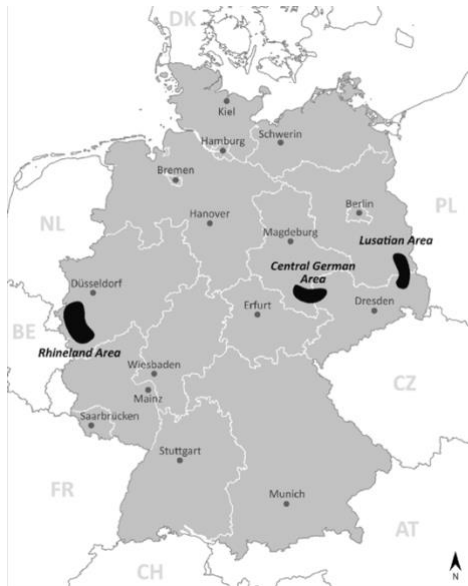 DK
Kiel
Hamburg
Schwerin
Bremen
NL
Hanover
Berlin
PL
Magdeburg
Lusatian Area
Central German
Area
Düsseldorf
Erfurt
Dresden
BE
Rhineland Area
Wiesbaden
Mainz
CZ
Saarbrücken
Stuttgart
FR
Munich
AT
CH
N